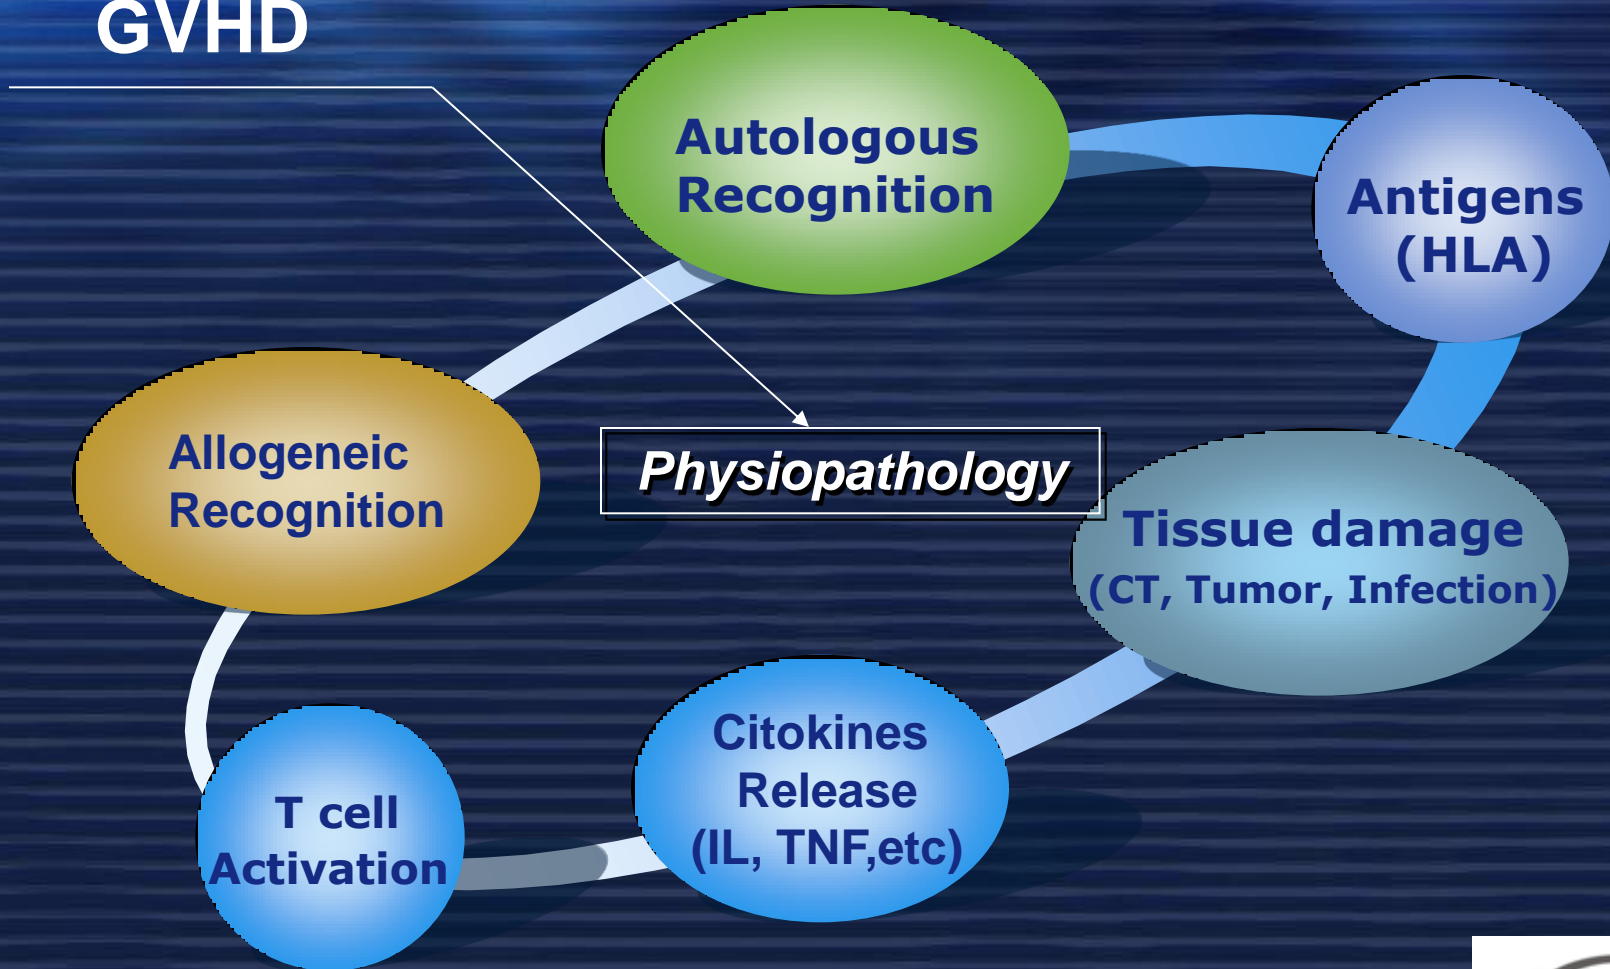 GVHD
Autologous
Recognition
Antigens
(HLA)
Allogeneic
Recognition
Physiopathology
Tissue damage
(CT, Tumor, Infection)
Citokines
Release
(IL, TNF,etc)
T cell
Activation